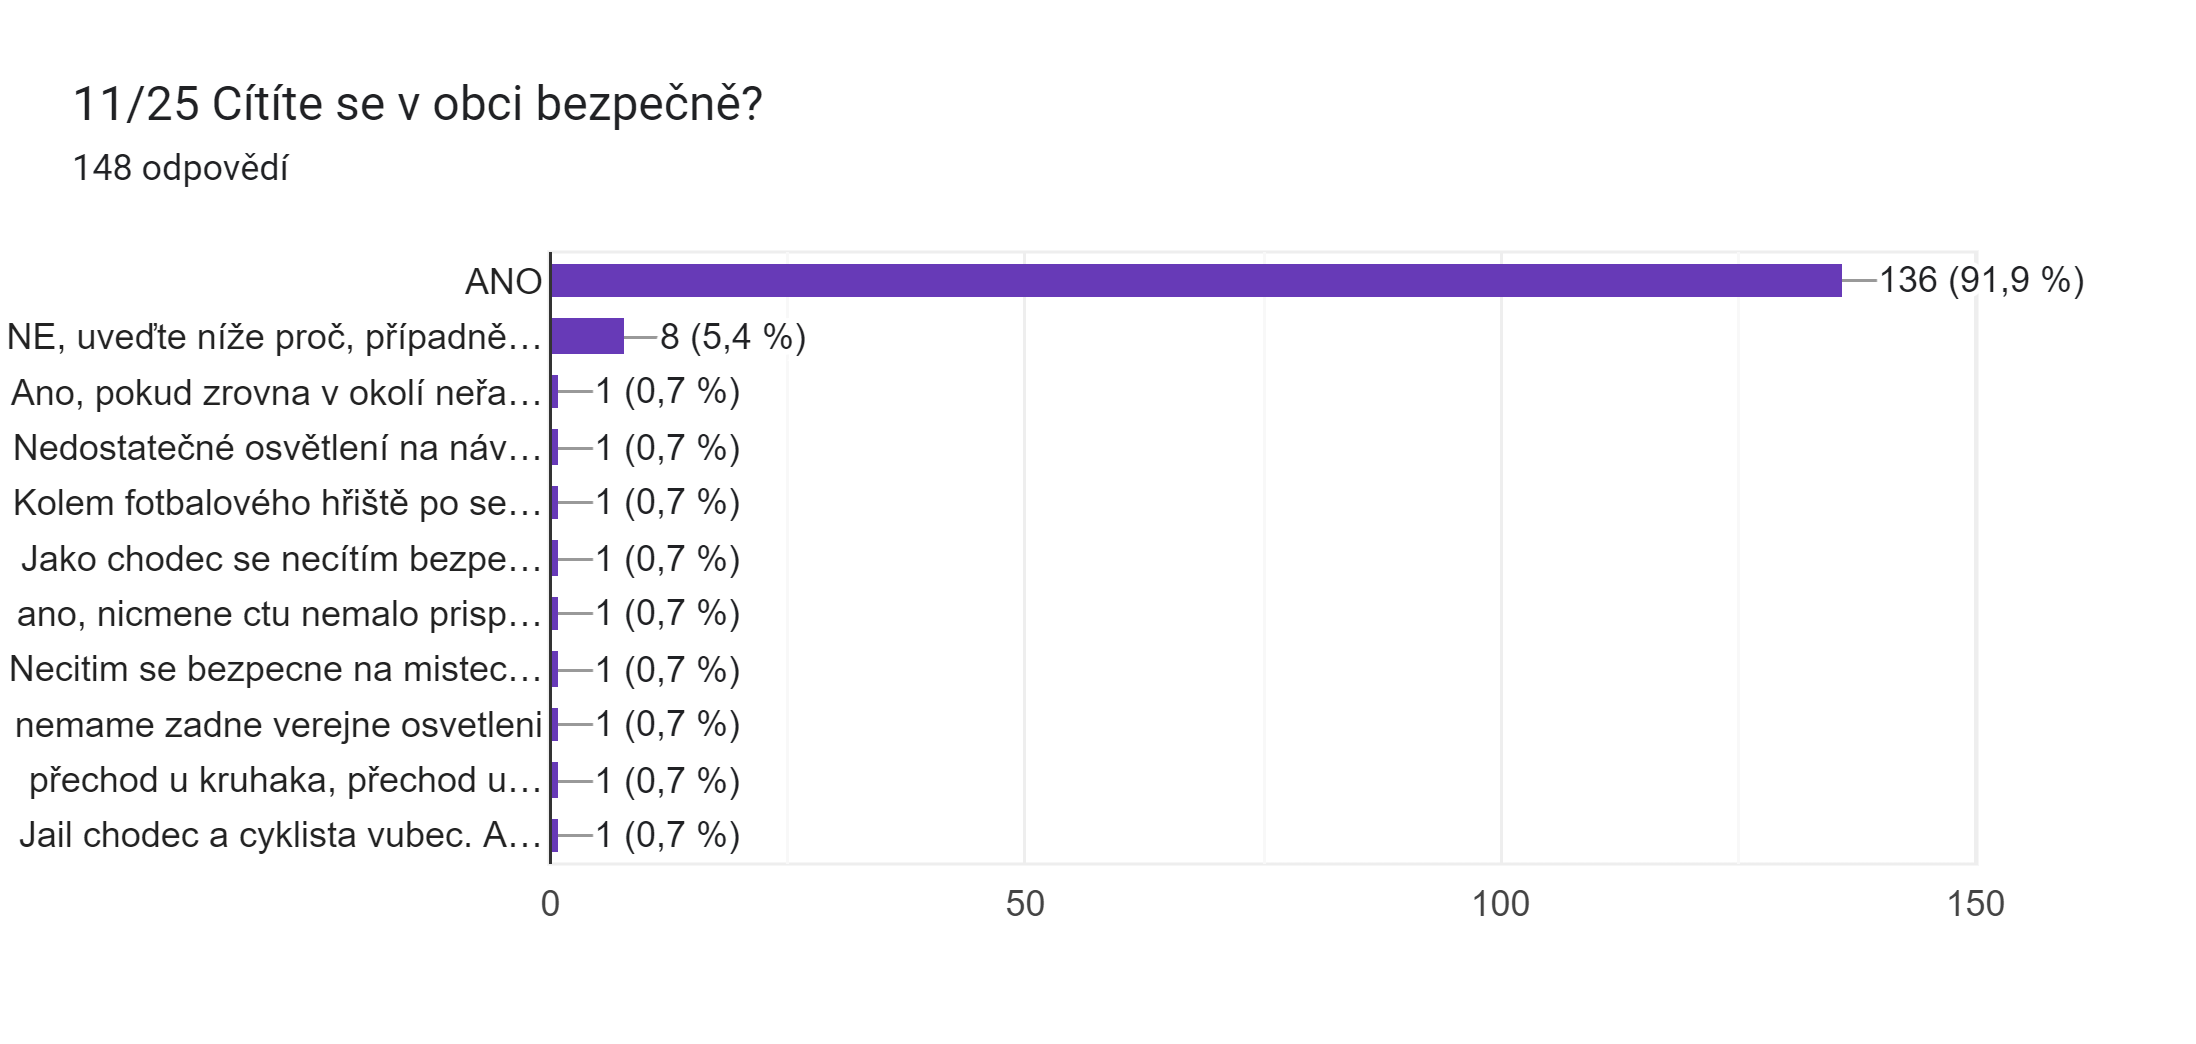 11/25 Cítíte se v obci bezpečně?
148 odpovědí
ANO 136 (91,9 %)
NE, uveďte níže proč, případně… 8 (5,4 %)
Ano, pokud zrovna v okolí neřa… 1 (0,7 %)
Nedostatečné osvětlení na náv… 1 (0,7 %)
Kolem fotbalového hřiště po se… 1 (0,7 %)
Jako chodec se necítím bezpe… 1 (0,7 %)
ano, nicmene ctu nemalo prisp… 1 (0,7 %)
Necitim se bezpecne na mistec… 1 (0,7 %)
nemame zadne verejne osvetleni 1 (0,7 %)
přechod u kruhaka, přechod u… 1 (0,7 %)
Jail chodec a cyklista vubec. A… 1 (0,7 %)
0 50 100 150